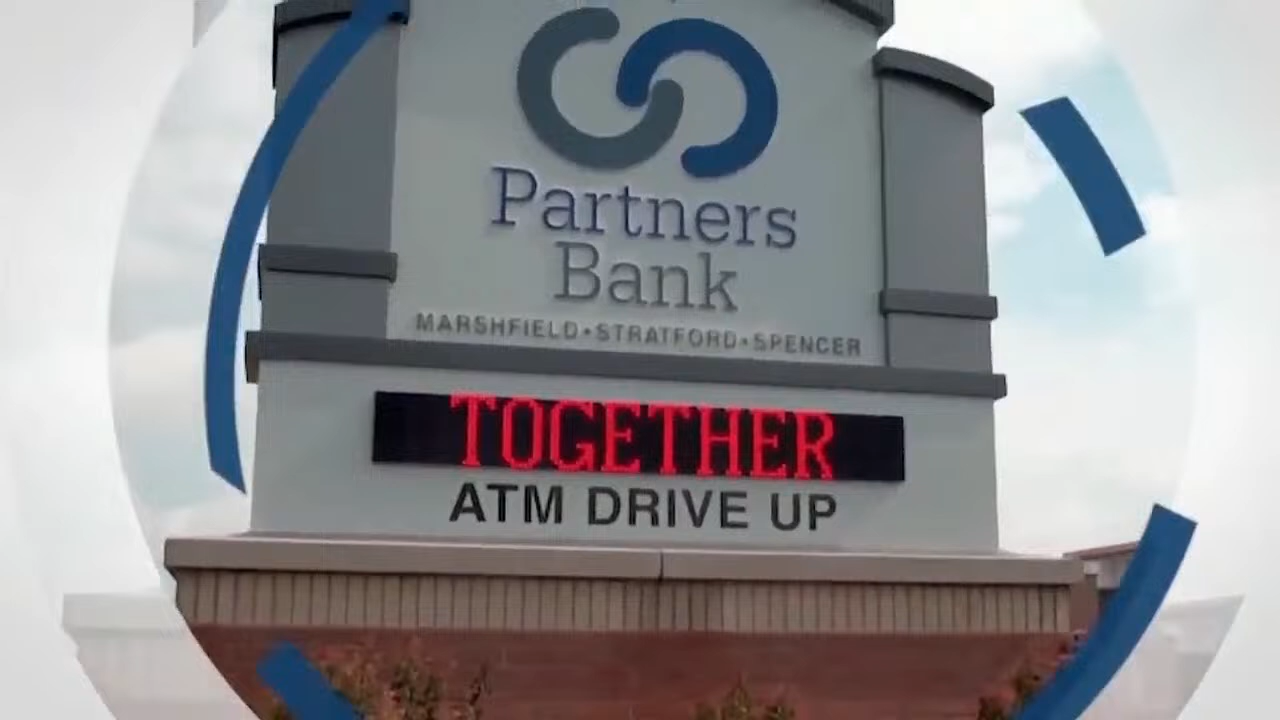 Partners
Bank
MARSHFIELD•STRATFORD•SPENCER
TOGETHER
ATM DRIVE UP